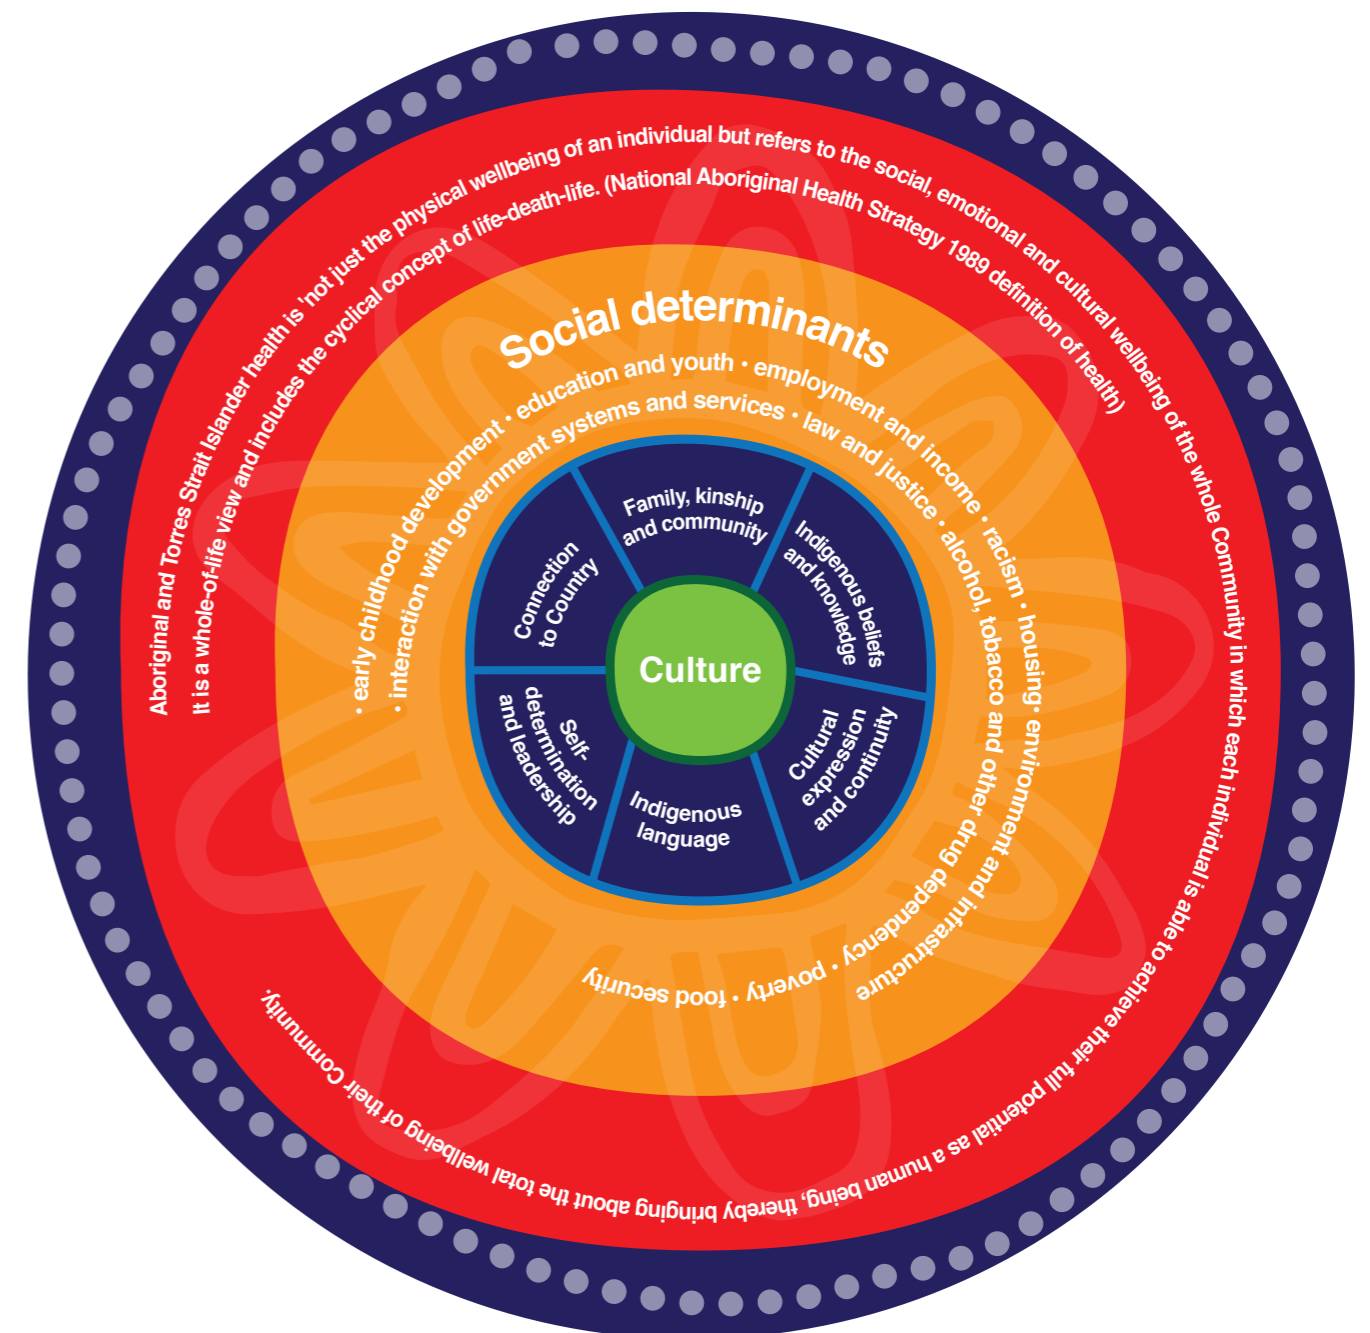 Aboriginal and Torres Strait Islander health is 'not just the physical wellbeing of an individual but refers to the social, emotional and cultural wellbeing of the whole Community in which each individual is able to achieve their full potential as a human being, thereby bringing about the total wellbeing of their Community.
It is a whole-of-life view and includes the cyclical concept of life-death-life. (National Aboriginal Health Strategy 1989 definition of health)
Social determinants
• early childhood development • education and youth • employment and income • racism • housing• environment and infrastructure
• interaction with government systems and services • law and justice • alcohol, tobacco and other drug dependency • poverty • food security
Family, kinship
and community
Indigenous beliefs
and knowledge
Cultural
expression
and continuity
Indigenous
language
Self-
determination
and leadership
Connection
to Country
Culture